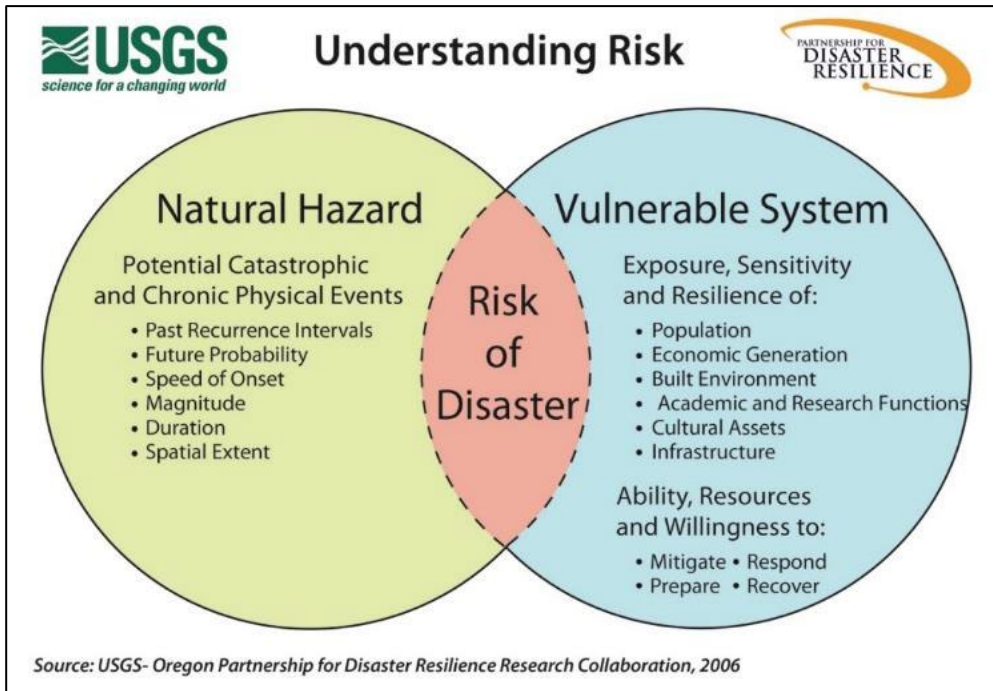 USGS
science for a changing world
Understanding Risk
PARTNERSHIP FOR
DISASTER
RESILIENCE
Natural Hazard
Potential Catastrophic
and Chronic Physical Events
• Past Recurrence Intervals
• Future Probability
• Speed of Onset
• Magnitude
• Duration
• Spatial Extent
Risk
of
Disaster
Vulnerable System
Exposure, Sensitivity
and Resilience of:
• Population
• Economic Generation
• Built Environment
• Academic and Research Functions
• Cultural Assets
• Infrastructure
Ability, Resources
and Willingness to:
• Mitigate • Respond
• Prepare • Recover
Source: USGS- Oregon Partnership for Disaster Resilience Research Collaboration, 2006